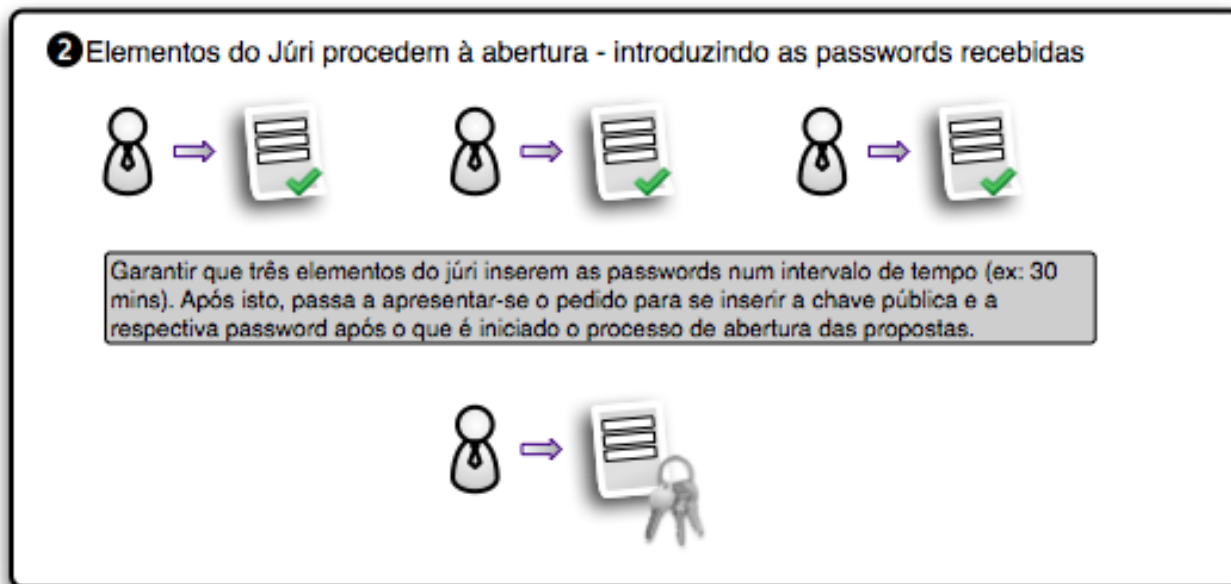 2 Elementos do Júri procedem à abertura - introduzindo as passwords recebidas
Garantir que três elementos do júri inserem as passwords num intervalo de tempo (ex: 30
mins). Após isto, passa a apresentar-se o pedido para se inserir a chave pública e a
respectiva password após o que é iniciado o processo de abertura das propostas.